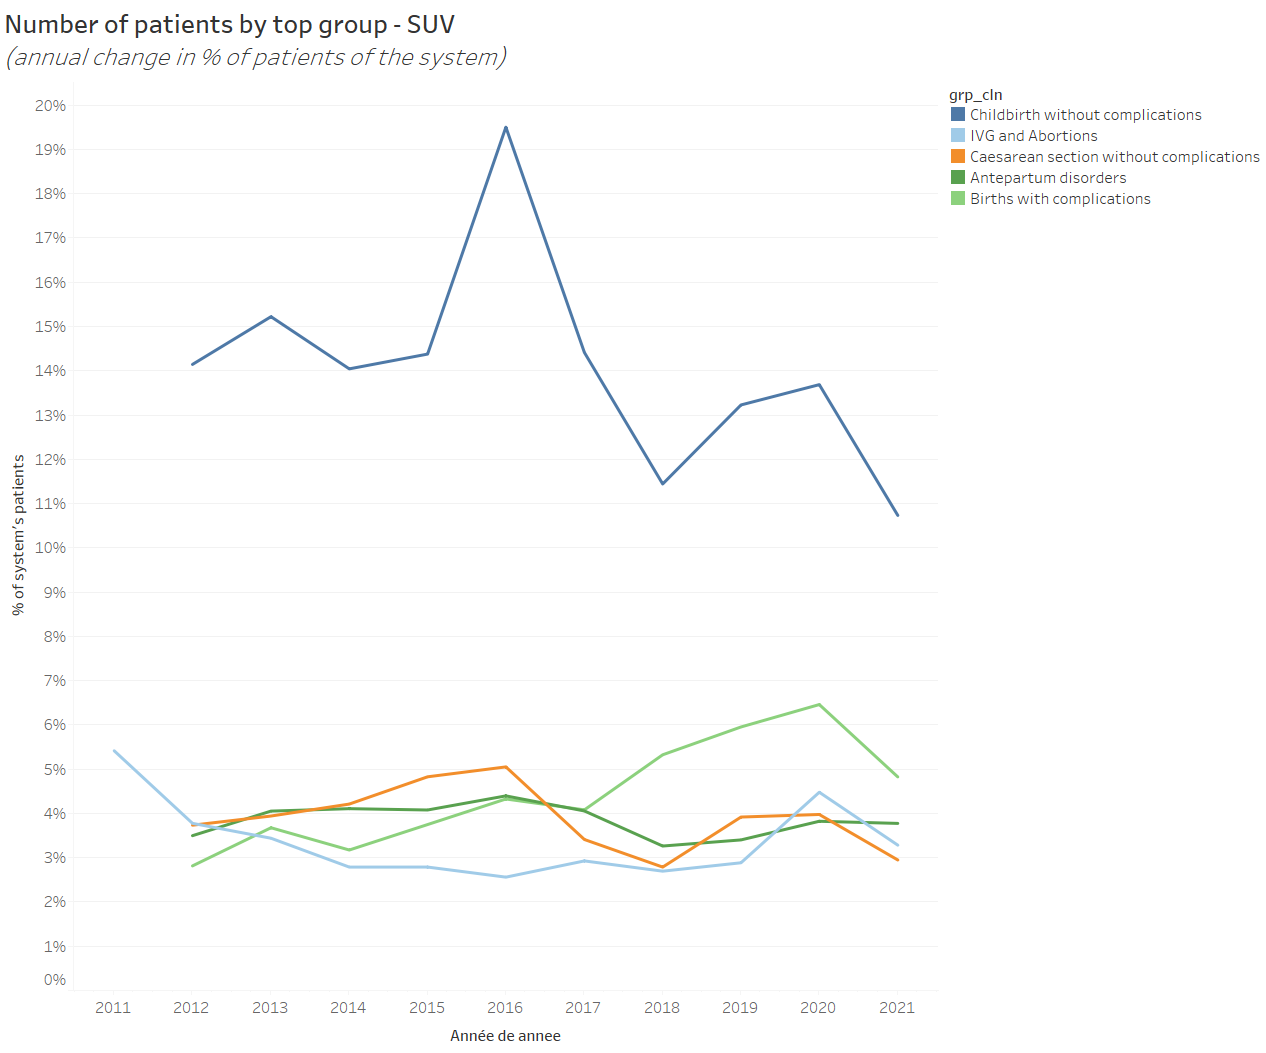 Number of patients by top group - SUV
(annual change in % of patients of the system)
grp_cln
Childbirth without complications
IVG and Abortions
Caesarean section without complications
Antepartum disorders
Births with complications
% of system's patients
20%
19%
18%
17%
16%
15%
14%
13%
12%
11%
10%
9%
8%
7%
6%
5%
4%
3%
2%
1%
0%
2011 2012 2013 2014 2015 2016 2017 2018 2019 2020 2021
Année de annee